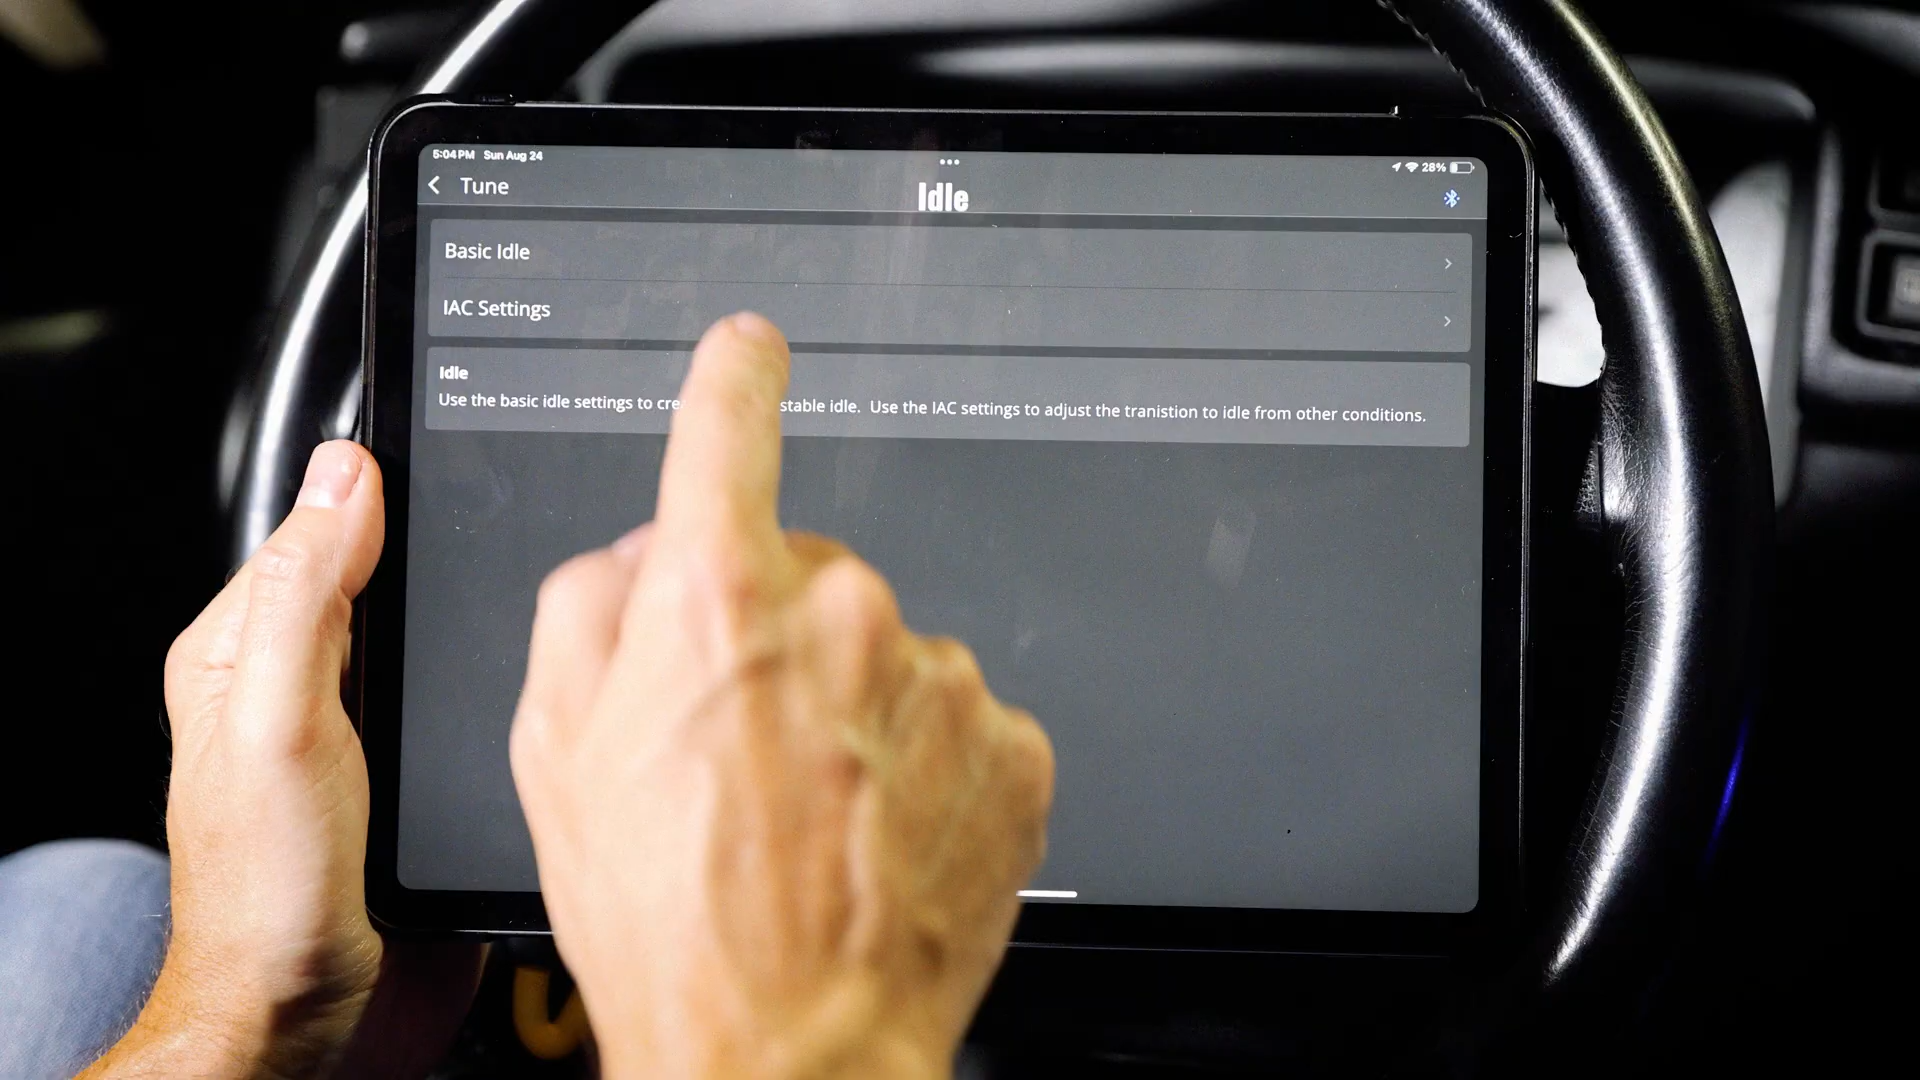 5:04 PM Sun Aug 24
28%
Tune
Idle
Basic Idle
IAC Settings
Idle
Use the basic idle settings to stable idle. Use the IAC settings to adjust the tranistion to idle from other conditions.